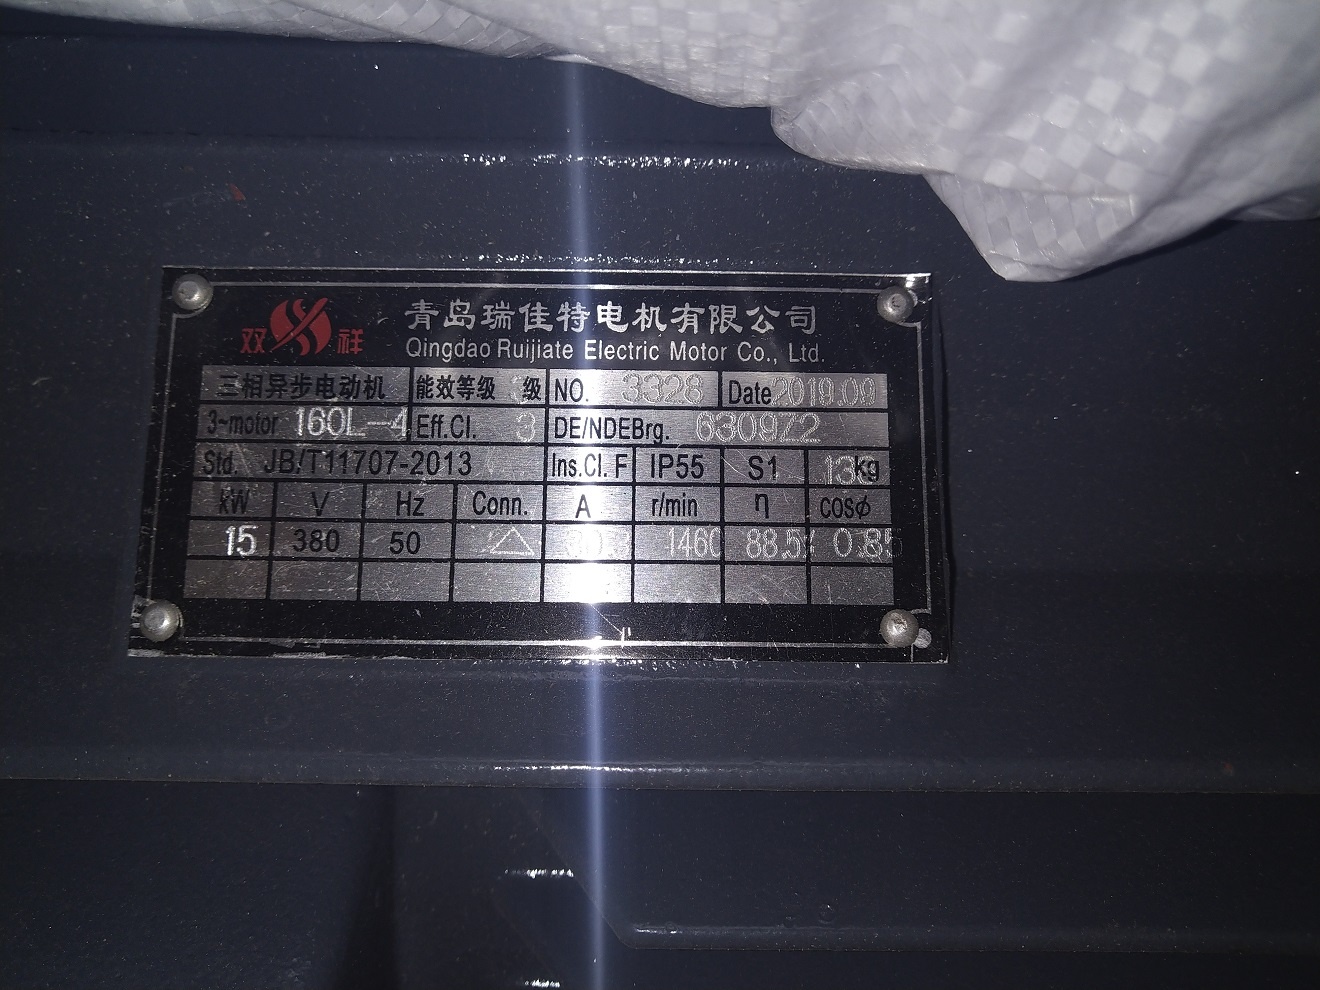 双祥 青岛瑞佳特电机有限公司
Qingdao Ruijiate Electric Motor Co., Ltd.
三相异步电动机 能效等级 3 级 NO. 3328 Date 2019.09
3~motor 160L-4 Eff.Cl. 3 DE/NDEBrg. 6309Z2
Std. JB/T11707-2013 Ins.Cl. F IP55 S1 kg
kW V Hz Conn. A r/min η cosϕ
15 380 50 △ 1460 88.5% 0.85